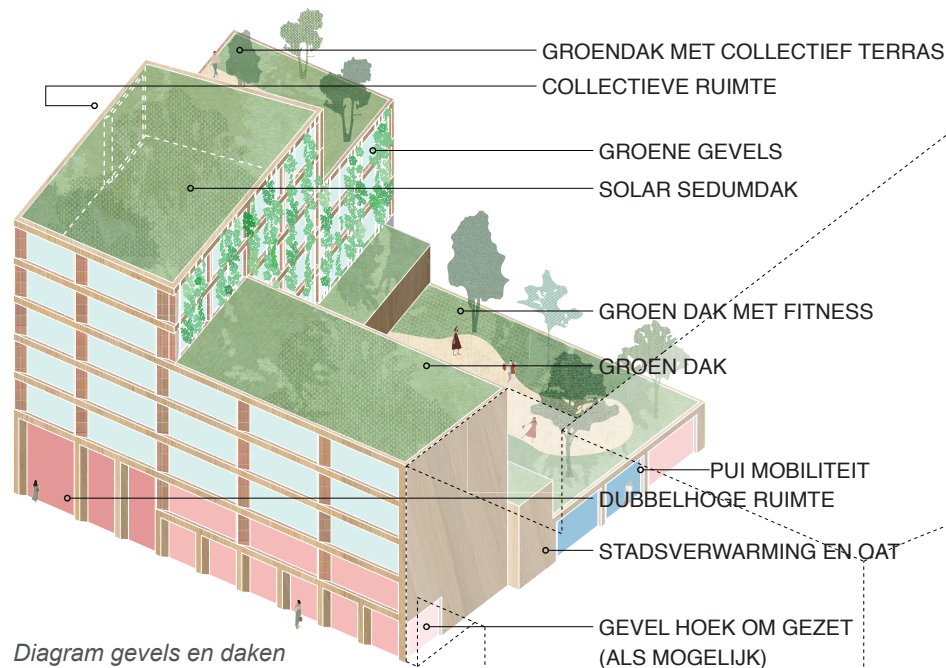 GROENDAK MET COLLECTIEF TERRAS
COLLECTIEVE RUIMTE
GROENE GEVELS
SOLAR SEDUMDAK
GROEN DAK MET FITNESS
GROEN DAK
PUI MOBILITEIT
DUBBELHOGE RUIMTE
STADSVERWARMING EN OAT
GEVEL HOEK OM GEZET
(ALS MOGELIJK)
Diagram gevels en daken